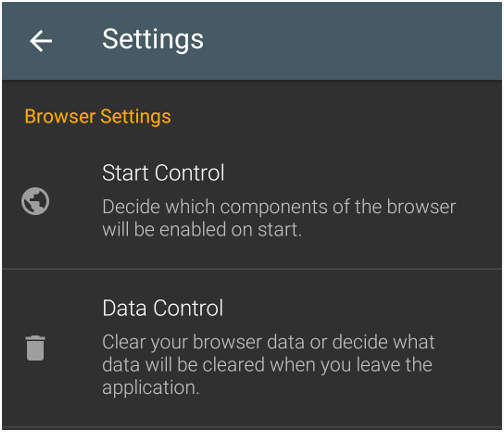 Settings
Browser Settings
Start Control
Decide which components of the browser
will be enabled on start.
Data Control
Clear your browser data or decide what
data will be cleared when you leave the
application.